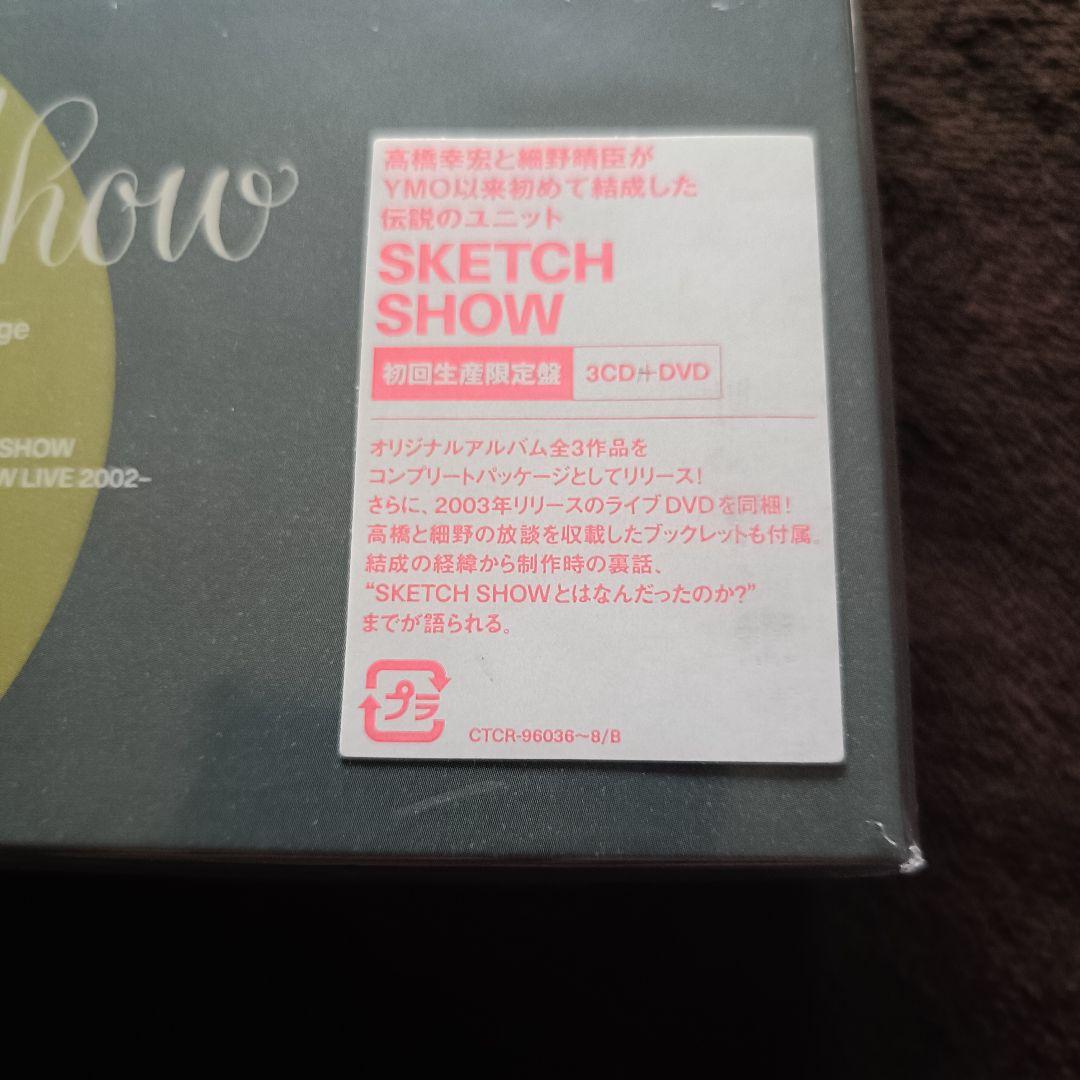 how
ge
SHOW
W LIVE 2002-
高橋幸宏と細野晴臣が
YMO以来初めて結成した
伝説のユニット
SKETCH
SHOW
初回生産限定盤 3CD+DVD
オリジナルアルバム全3作品を
コンプリートパッケージとしてリリース!
さらに、2003年リリースのライブDVDを同梱!
高橋と細野の放談を収載したブックレットも付属。
結成の経緯から制作時の裏話、
“SKETCH SHOWとはなんだったのか?”
までが語られる。
プラ
CTCR-96036〜8/B